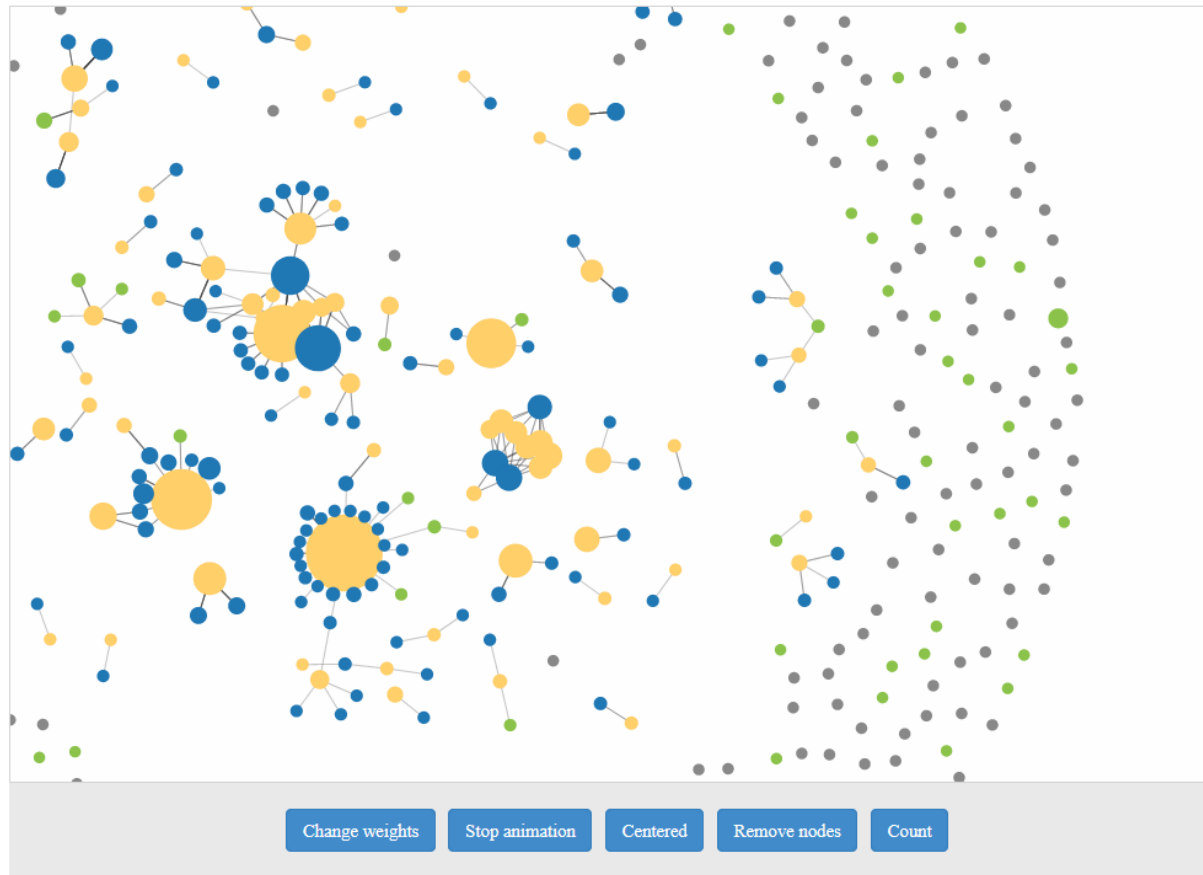 Change weights
Stop animation
Centered
Remove nodes
Count